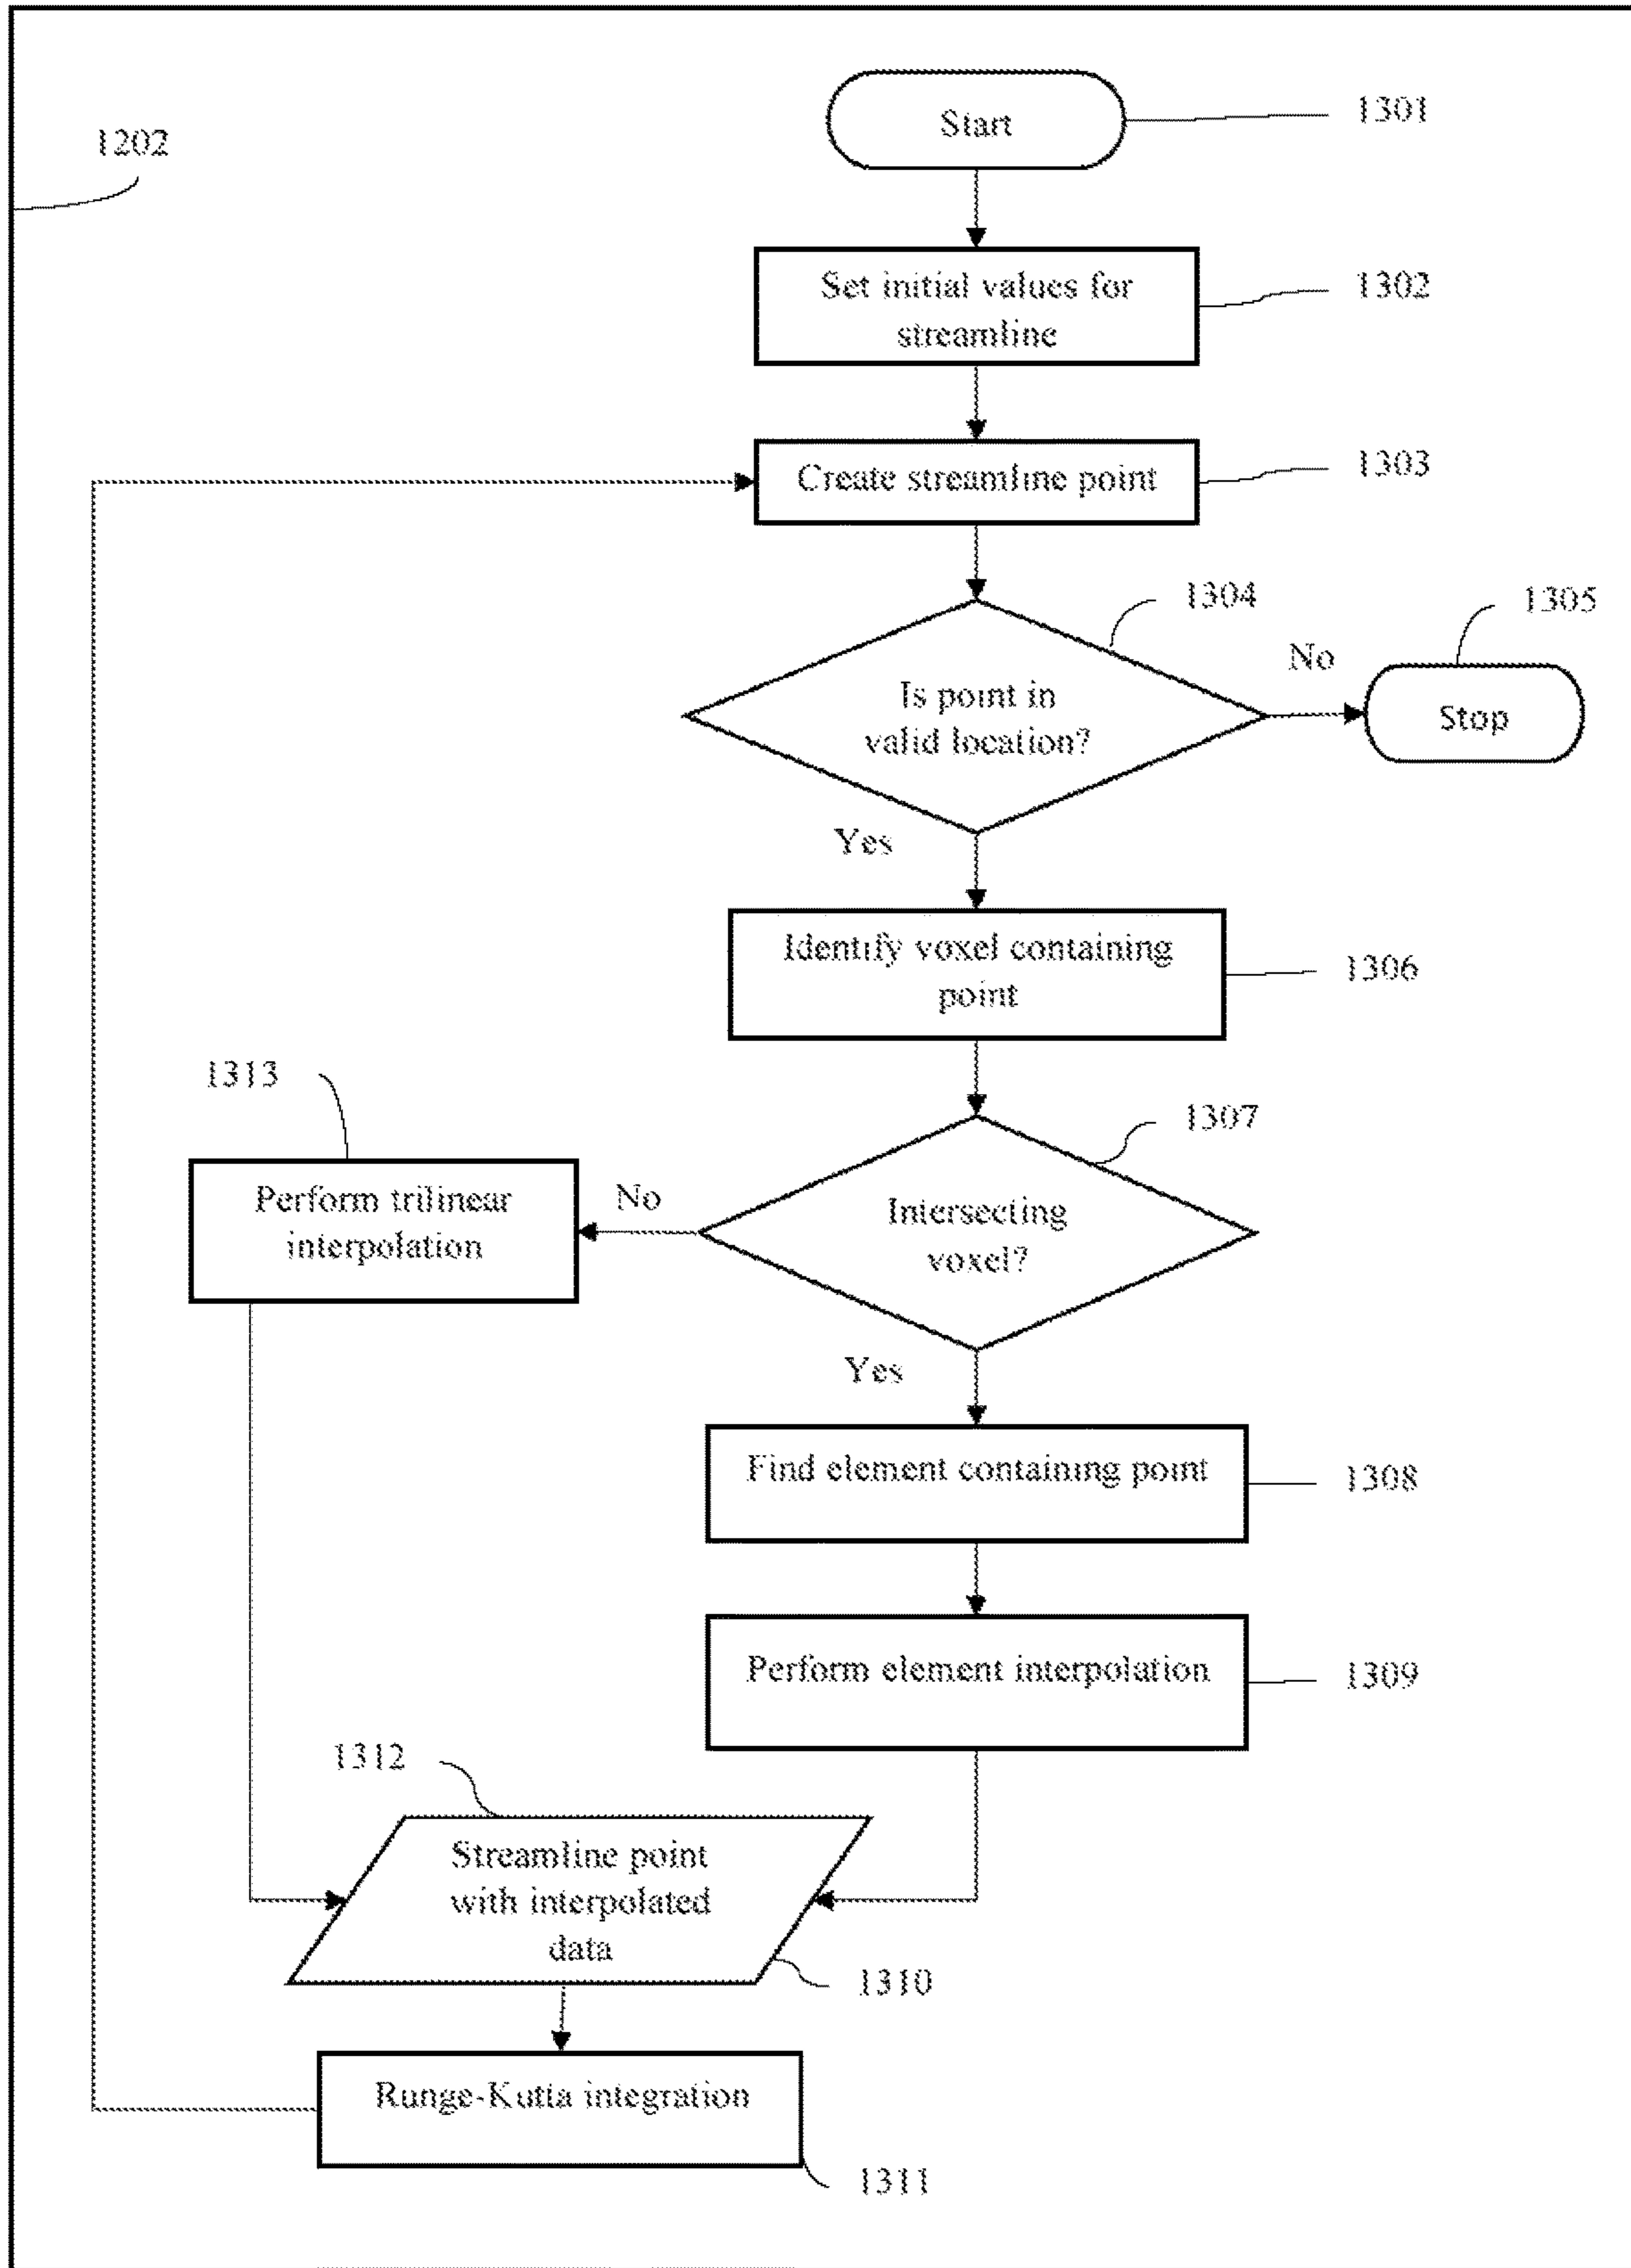 1202
Start
1301
Set initial values for
streamline
1302
Create streamline point
1303
1304
1305
Is point in
valid location?
No
Stop
Yes
Identify voxel containing
point
1306
1313
1307
Perform trilinear
interpolation
No
Intersecting
voxel?
Yes
Find element containing point
1308
Perform element interpolation
1309
1312
Streamline point
with interpolated
data
1310
Runge-Kutta integration
1311